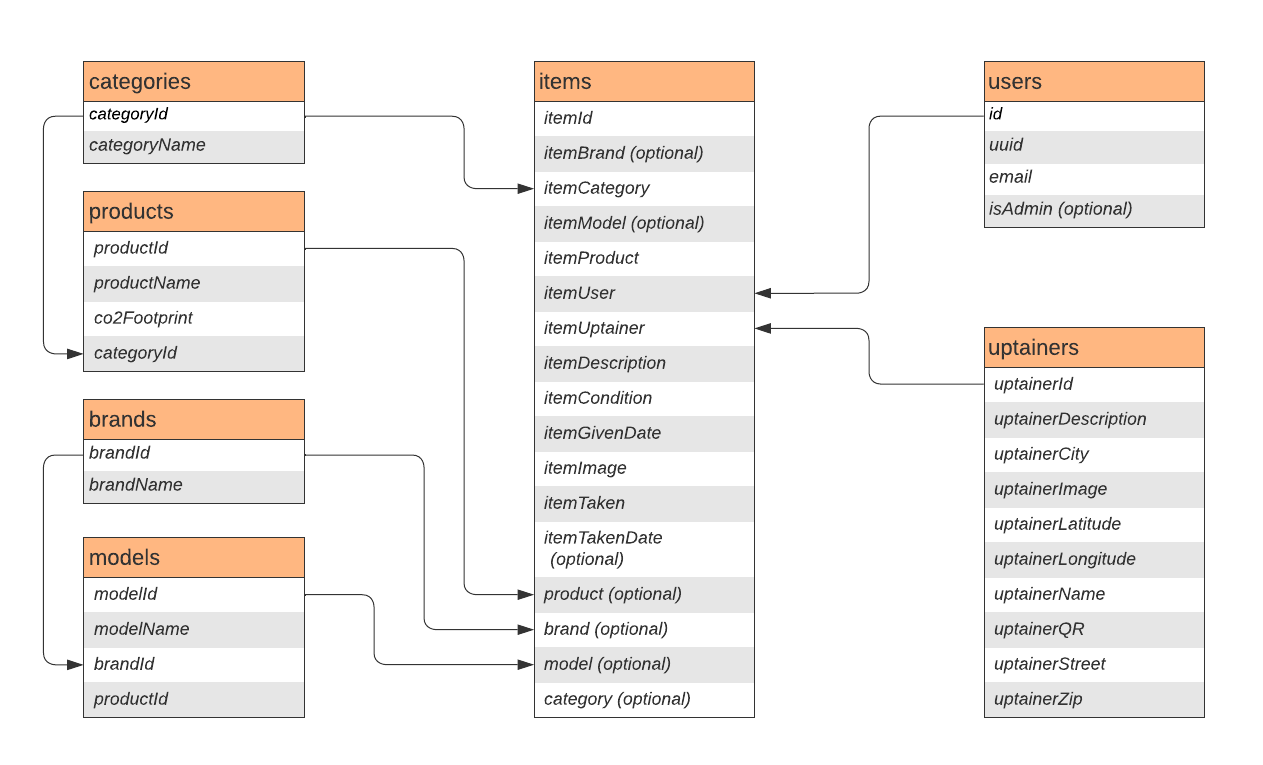 categories
categoryId
categoryName
products
productId
productName
co2Footprint
categoryId
brands
brandId
brandName
models
modelId
modelName
brandId
productId
items
itemId
itemBrand (optional)
itemCategory
itemModel (optional)
itemProduct
itemUser
itemUptainer
itemDescription
itemCondition
itemGivenDate
itemImage
itemTaken
itemTakenDate
(optional)
product (optional)
brand (optional)
model (optional)
category (optional)
users
id
uuid
email
isAdmin (optional)
uptainers
uptainerId
uptainerDescription
uptainerCity
uptainerImage
uptainerLatitude
uptainerLongitude
uptainerName
uptainerQR
uptainerStreet
uptainerZip